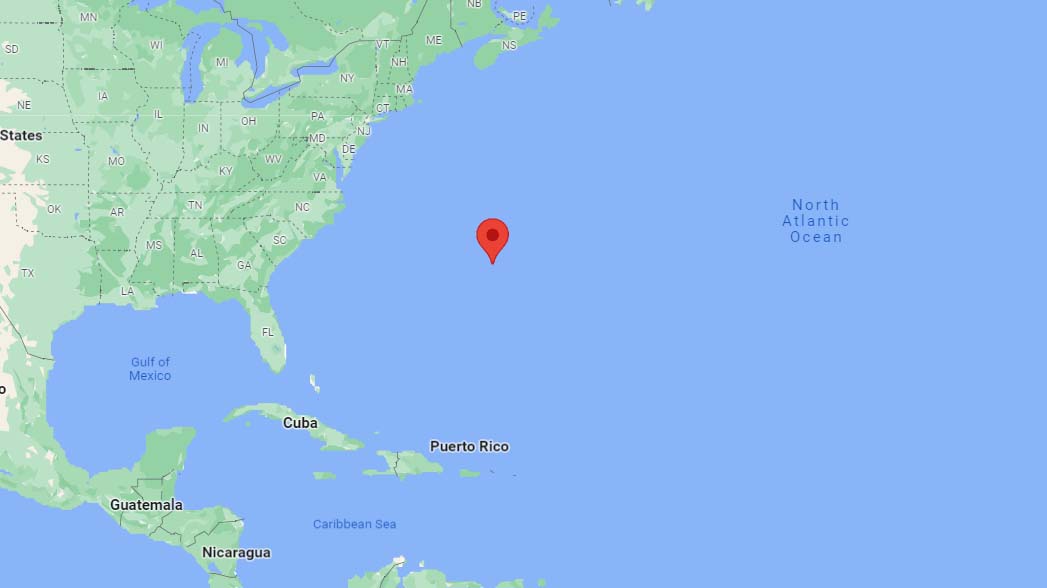 NB
PE
MN
ME
NS
SD
WI
VT
MI
NH
NY
MA
NE
IA
CT
IL
OH
PA
IN
NJ
States
MD
DE
KS
MO
WV
KY
VA
OK
AR
TN
NC
North
Atlantic
Ocean
MS
AL
SC
GA
TX
LA
FL
Gulf of
Mexico
o
Cuba
Puerto Rico
Guatemala
Caribbean Sea
Nicaragua